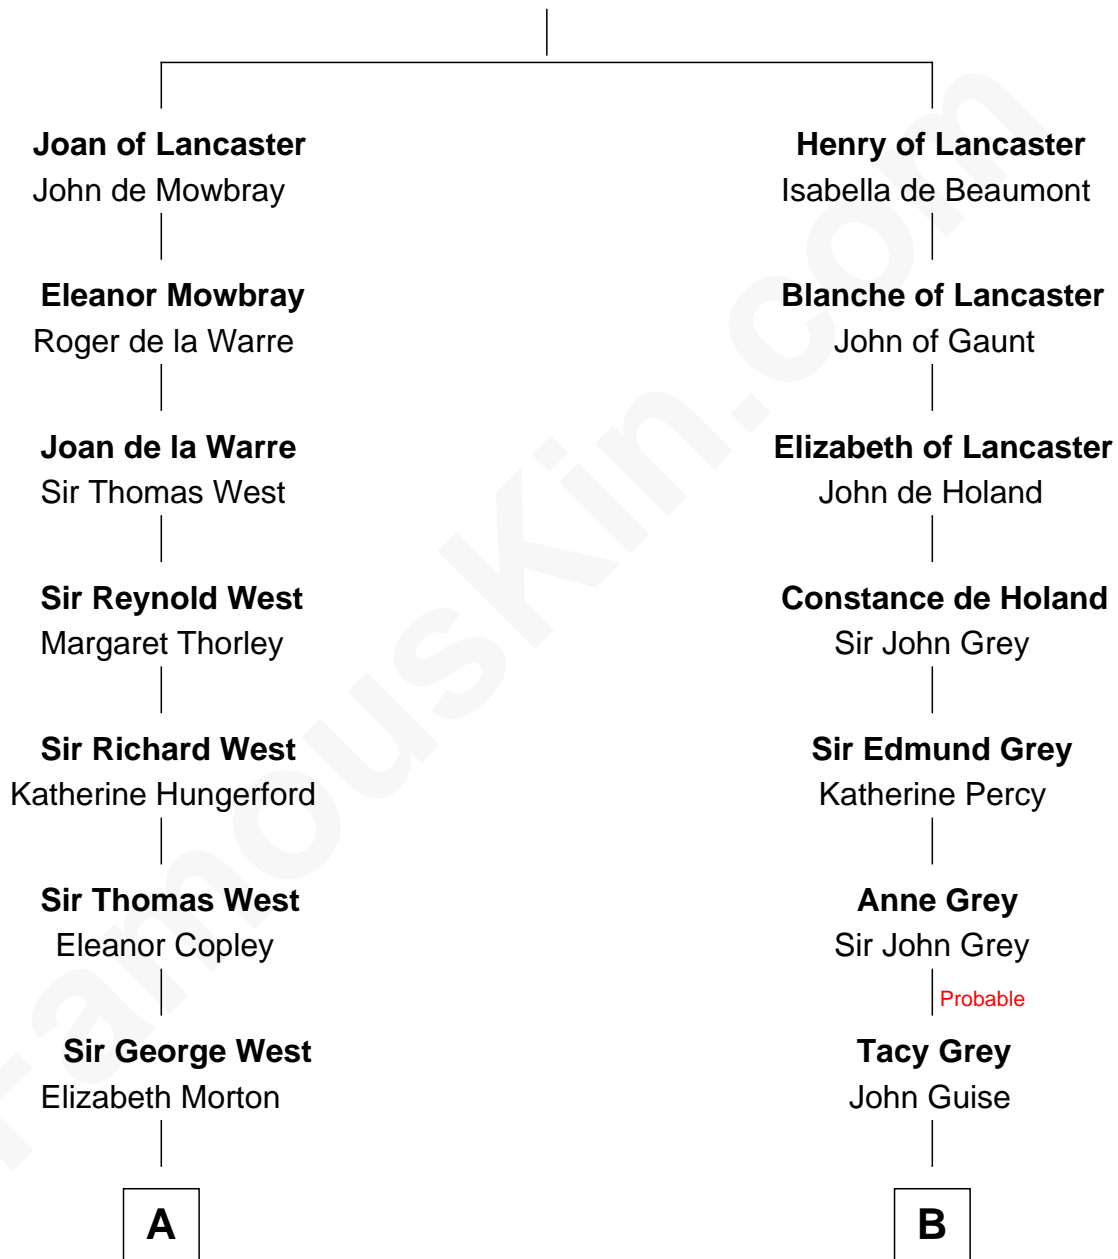 Joan of Lancaster
John de Mowbray
Eleanor Mowbray
Roger de la Warre
Joan de la Warre
Sir Thomas West
Sir Reynold West
Margaret Thorley
Sir Richard West
Katherine Hungerford
Sir Thomas West
Eleanor Copley
Sir George West
Elizabeth Morton
A
Henry of Lancaster
Isabella de Beaumont
Blanche of Lancaster
John of Gaunt
Elizabeth of Lancaster
John de Holand
Constance de Holand
Sir John Grey
Sir Edmund Grey
Katherine Percy
Anne Grey
Sir John Grey
Probable
Tacy Grey
John Guise
B
FamousKin.com